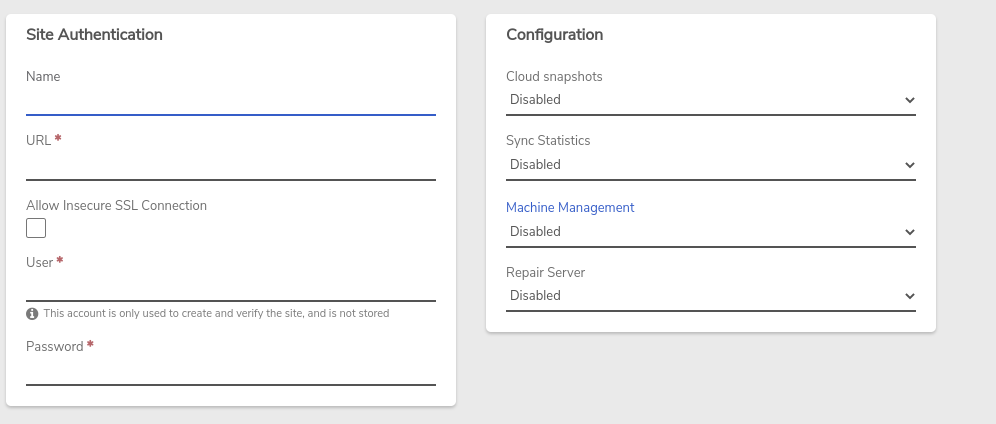 Site Authentication
Name
URL *
Allow Insecure SSL Connection
User *
This account is only used to create and verify the site, and is not stored
Password *
Configuration
Cloud snapshots
Disabled
Sync Statistics
Disabled
Machine Management
Disabled
Repair Server
Disabled